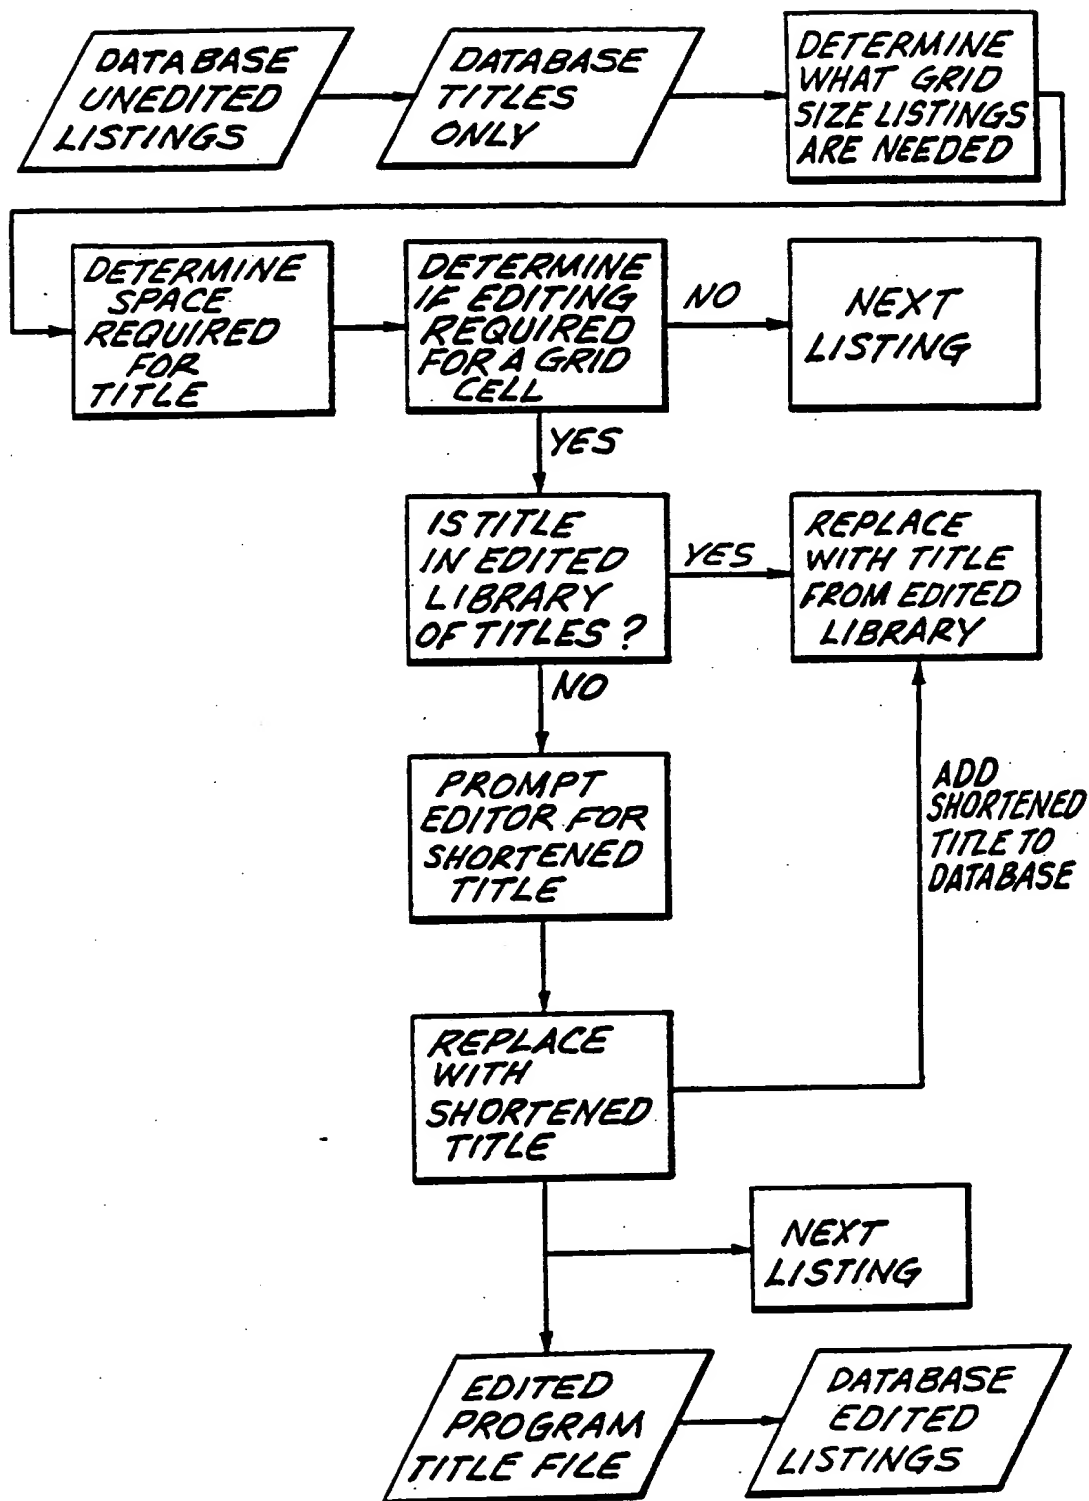 DATABASE
UNEDITED
LISTINGS
DATABASE
TITLES
ONLY
DETERMINE
WHAT GRID
SIZE LISTINGS
ARE NEEDED
DETERMINE
SPACE
REQUIRED
FOR
TITLE
DETERMINE
IF EDITING
REQUIRED
FOR A GRID
CELL
NO
NEXT
LISTING
YES
IS TITLE
IN EDITED
LIBRARY
OF TITLES?
YES
REPLACE
WITH TITLE
FROM EDITED
LIBRARY
NO
PROMPT
EDITOR FOR
SHORTENED
TITLE
ADD
SHORTENED
TITLE TO
DATABASE
REPLACE
WITH
SHORTENED
TITLE
NEXT
LISTING
EDITED
PROGRAM
TITLE FILE
DATABASE
EDITED
LISTINGS